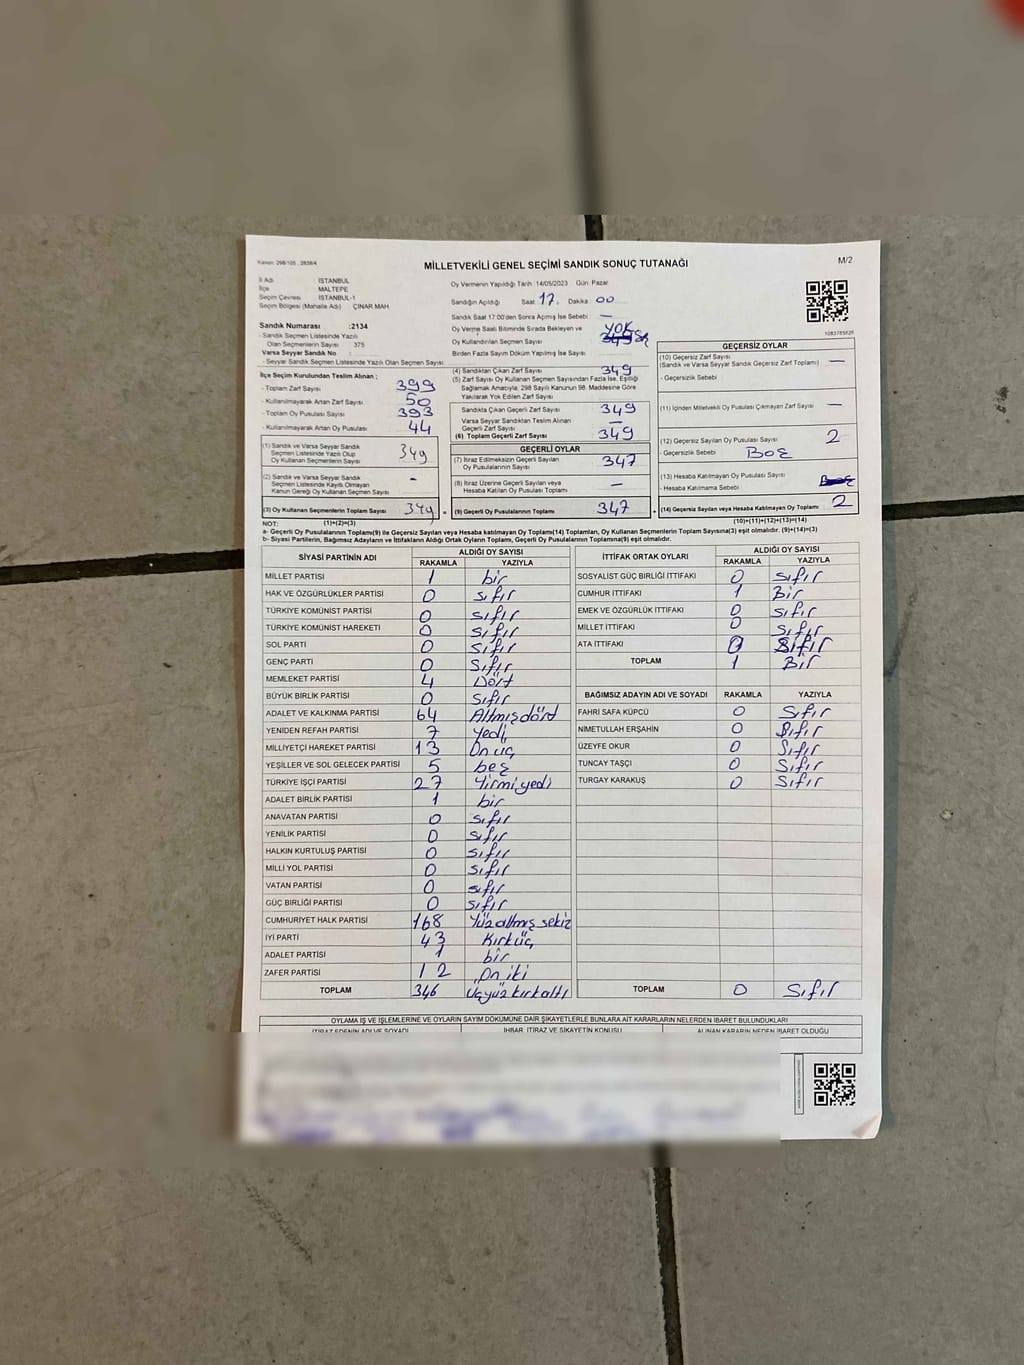 Kanun: 298/105 , 2839/4
MİLLETVEKİLİ GENEL SEÇİMİ SANDIK SONUÇ TUTANAĞI
M/2
İl Adı İSTANBUL
İlçe MALTEPE
Seçim Çevresi İSTANBUL-1
Seçim Bölgesi (Mahalle Adı) ÇINAR MAH.
Sandık Numarası :2134
- Sandık Seçmen Listesinde Yazılı
Olan Seçmenlerin Sayısı 375
Varsa Seyyar Sandık No :
- Seyyar Sandık Seçmen Listesinde Yazılı Olan Seçmen Sayısı:
İlçe Seçim Kurulundan Teslim Alınan ;
- Toplam Zarf Sayısı 399
- Kullanılmayarak Artan Zarf Sayısı 50
- Toplam Oy Pusulası Sayısı 393
- Kullanılmayarak Artan Oy Pusulası 44
(1) Sandık ve Varsa Seyyar Sandık
Seçmen Listesinde Yazılı Olup
Oy Kullanan Seçmenlerin Sayısı 349
(2) Sandık ve Varsa Seyyar Sandık
Seçmen Listesinde Kayıtlı Olmayan
Kanun Gereği Oy Kullanan Seçmen Sayısı -
(3) Oy Kullanan Seçmenlerin Toplam Sayısı 349
Oy Vermenin Yapıldığı Tarih :14/05/2023 Gün: Pazar
Sandığın Açıldığı Saat 17. Dakika 00
Sandık Saat 17:00'den Sonra Açılmış İse Sebebi —
Oy Verme Saati Bitiminde Sırada Bekleyen ve YOK
Oy Kullandırılan Seçmen Sayısı 349
Birden Fazla Sayım Döküm Yapılmış İse Sayısı:
(4) Sandıktan Çıkan Zarf Sayısı 349
(5) Zarf Sayısı Oy Kullanan Seçmen Sayısından Fazla İse, Eşitliği
Sağlamak Amacıyla, 298 Sayılı Kanunun 98. Maddesine Göre
Yakılarak Yok Edilen Zarf Sayısı
Sandıkta Çıkan Geçerli Zarf Sayısı 349
Varsa Seyyar Sandıktan Teslim Alınan
Geçerli Zarf Sayısı —
(6) Toplam Geçerli Zarf Sayısı 349
GEÇERLİ OYLAR
(7) İtiraz Edilmeksizin Geçerli Sayılan
Oy Pusulalarının Sayısı 347
(8) İtiraz Üzerine Geçerli Sayılan veya
Hesaba Katılan Oy Pusulası Toplamı —
(9) Geçerli Oy Pusulalarının Toplamı 347
1083785826
GEÇERSİZ OYLAR
(10) Geçersiz Zarf Sayısı
(Sandık ve Varsa Seyyar Sandık Geçersiz Zarf Toplamı) —
- Geçersizlik Sebebi
(11) İçinden Milletvekili Oy Pusulası Çıkmayan Zarf Sayısı —
(12) Geçersiz Sayılan Oy Pusulası Sayısı 2
- Geçersizlik Sebebi BOŞ
(13) Hesaba Katılmayan Oy Pusulası Sayısı
- Hesaba Katılmama Sebebi
(14) Geçersiz Sayılan veya Hesaba Katılmayan Oy Toplamı 2
NOT: (1)+(2)=(3) (10)+(11)+(12)+(13)=(14)
a- Geçerli Oy Pusulalarının Toplamı(9) ile Geçersiz Sayılan veya Hesaba katılmayan Oy Toplamı(14) Toplamları, Oy Kullanan Seçmenlerin Toplam Sayısına(3) eşit olmalıdır. (9)+(14)=(3)
b- Siyasi Partilerin, Bağımsız Adayların ve İttifakların Aldığı Ortak Oyların Toplamı, Geçerli Oy Pusulalarının Toplamına(9) eşit olmalıdır.
SİYASİ PARTİNİN ADI ALDIĞI OY SAYISI
RAKAMLA YAZIYLA
MİLLET PARTİSİ 1 bir
HAK VE ÖZGÜRLÜKLER PARTİSİ 0 sıfır
TÜRKİYE KOMÜNİST PARTİSİ 0 sıfır
TÜRKİYE KOMÜNİST HAREKETİ 0 sıfır
SOL PARTİ 0 sıfır
GENÇ PARTİ 0 Sıfır
MEMLEKET PARTİSİ 4 Dört
BÜYÜK BİRLİK PARTİSİ 0 Sıfır
ADALET VE KALKINMA PARTİSİ 64 Altmışdört
YENİDEN REFAH PARTİSİ 7 Yedi
MİLLİYETÇİ HAREKET PARTİSİ 13 On üç
YEŞİLLER VE SOL GELECEK PARTİSİ 5 beş
TÜRKİYE İŞÇİ PARTİSİ 27 Yirmi yedi
ADALET BİRLİK PARTİSİ 1 bir
ANAVATAN PARTİSİ 0 sıfır
YENİLİK PARTİSİ 0 sıfır
HALKIN KURTULUŞ PARTİSİ 0 sıfır
MİLLİ YOL PARTİSİ 0 sıfır
VATAN PARTİSİ 0 sıfır
GÜÇ BİRLİĞİ PARTİSİ 0 sıfır
CUMHURİYET HALK PARTİSİ 168 Yüz altmış sekiz
İYİ PARTİ 43 Kırküç
ADALET PARTİSİ 1 bir
ZAFER PARTİSİ 12 On iki
TOPLAM 346 Üçyüz kırkaltı
İTTİFAK ORTAK OYLARI ALDIĞI OY SAYISI
RAKAMLA YAZIYLA
SOSYALİST GÜÇ BİRLİĞİ İTTİFAKI 0 sıfır
CUMHUR İTTİFAKI 1 Bir
EMEK VE ÖZGÜRLÜK İTTİFAKI 0 sıfır
MİLLET İTTİFAKI 0 Sıfır
ATA İTTİFAKI 0 Sıfır
TOPLAM 1 Bir
BAĞIMSIZ ADAYIN ADI VE SOYADI RAKAMLA YAZIYLA
FAHRİ SAFA KÜPCÜ 0 Sıfır
NİMETULLAH ERŞAHİN 0 Sıfır
ÜZEYFE OKUR 0 Sıfır
TUNCAY TAŞÇI 0 Sıfır
TURGAY KARAKUŞ 0 Sıfır
TOPLAM 0 Sıfır
OYLAMA İŞ VE İŞLEMLERİNE VE OYLARIN SAYIM DÖKÜMÜNE DAİR ŞİKAYETLERLE BUNLARA AİT KARARLARIN NELERDEN İBARET BULUNDUKLARI
İTİRAZ EDENİN ADI VE SOYADI İHBAR, İTİRAZ VE ŞİKAYETİN KONUSU ALINAN KARARIN NEDEN İBARET OLDUĞU